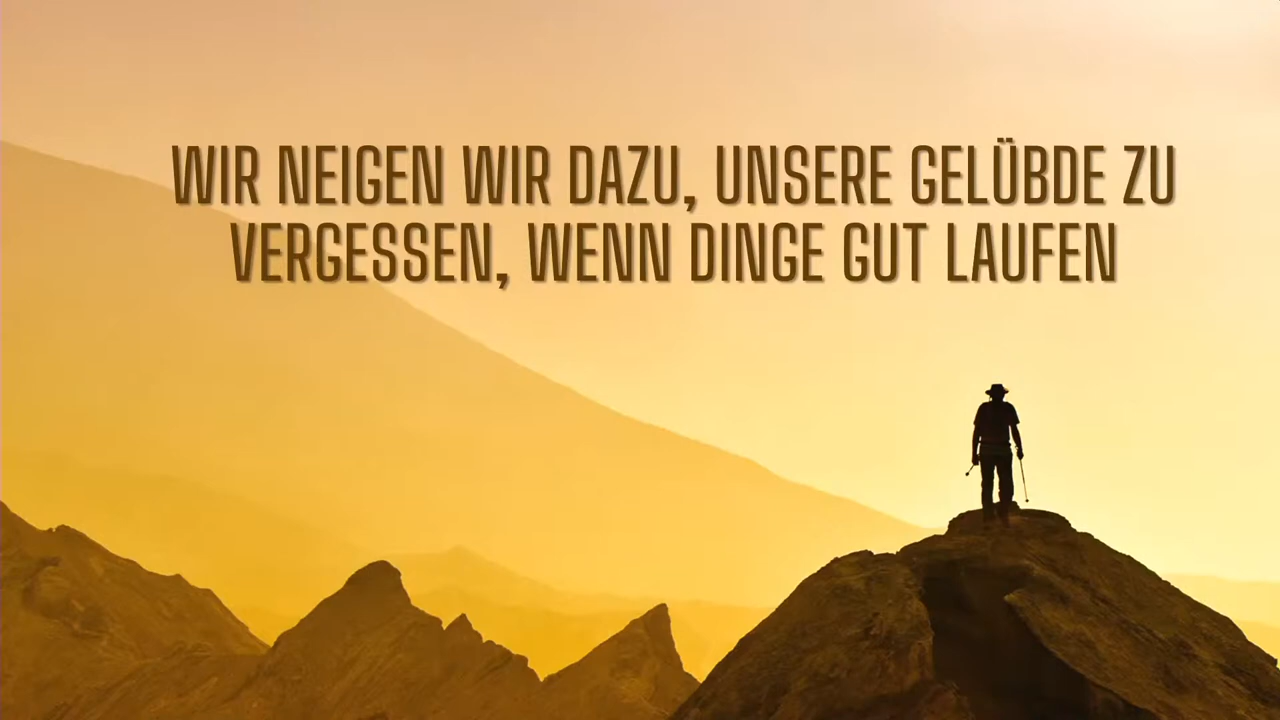 WIR NEIGEN WIR DAZU, UNSERE GELÜBDE ZU
VERGESSEN, WENN DINGE GUT LAUFEN